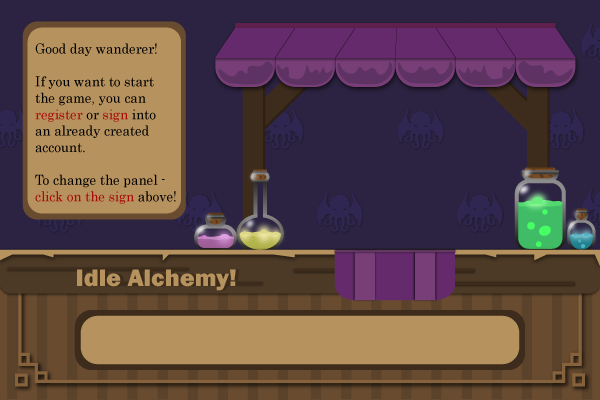 Good day wanderer!
If you want to start
the game, you can
register or sign into
an already created
account.
To change the panel -
click on the sign above!
Idle Alchemy!